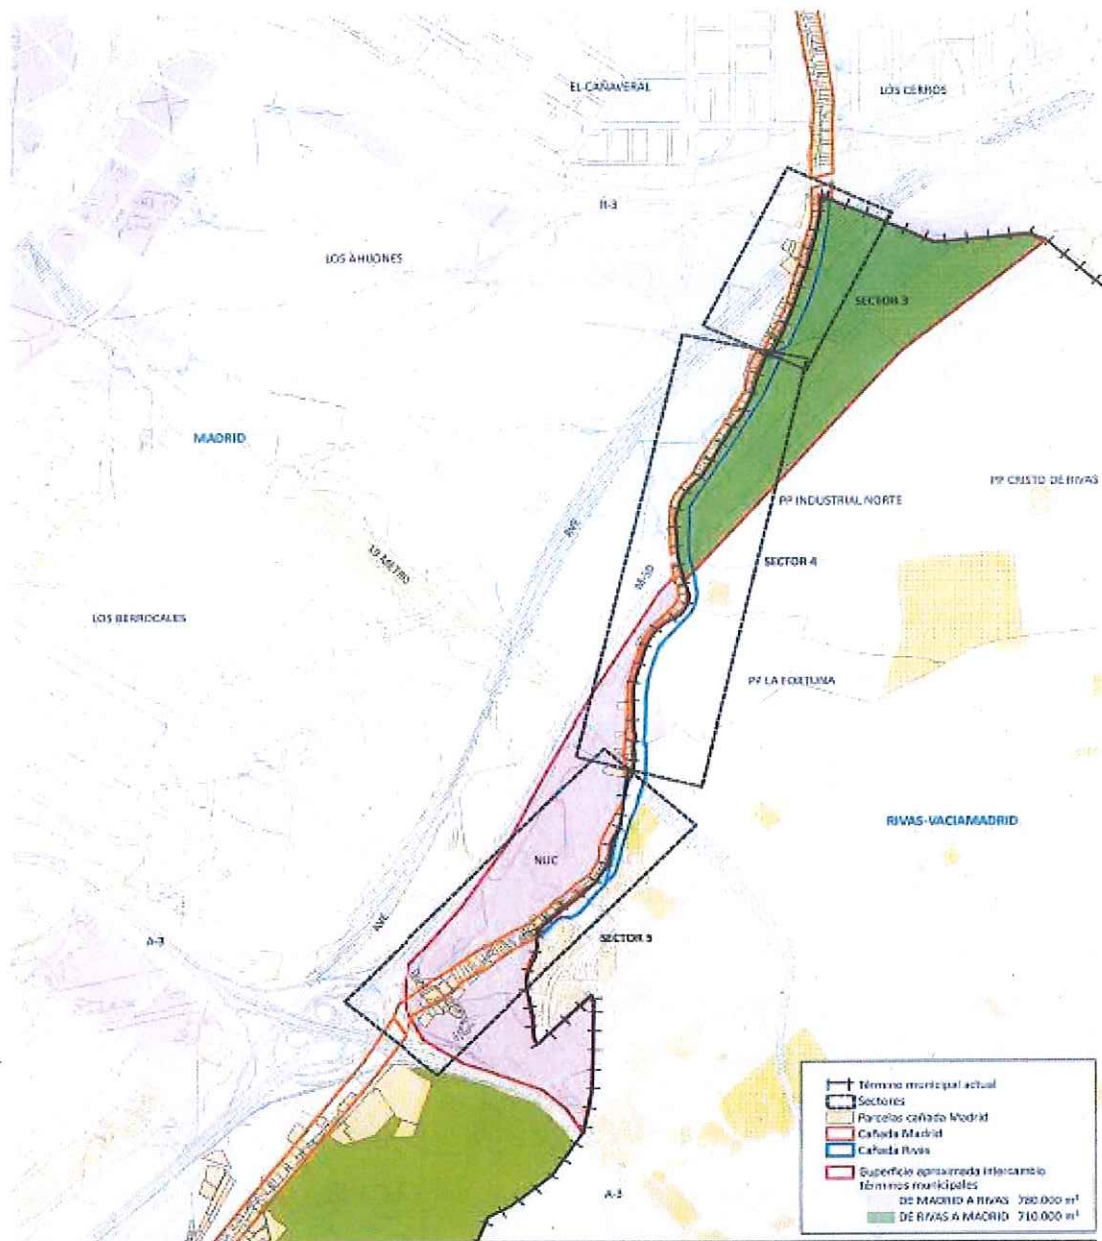 EL CAÑAVERAL
LOS CERROS
R-3
LOS AHIJONES
SECTOR 3
MADRID
PP CRISTO DE RIVAS
PP INDUSTRIAL NORTE
AVE
L9 METRO
SECTOR 4
M-50
LOS BERROCALES
PP LA FORTUNA
RIVAS-VACIAMADRID
NUC
AVE
A-3
SECTOR 5
A-3
Término municipal actual
Sectores
Parcelas cañada Madrid
Cañada Madrid
Cañada Rivas
Superficie aproximada intercambio
términos municipales
DE MADRID A RIVAS 780.000 m²
DE RIVAS A MADRID 710.000 m²